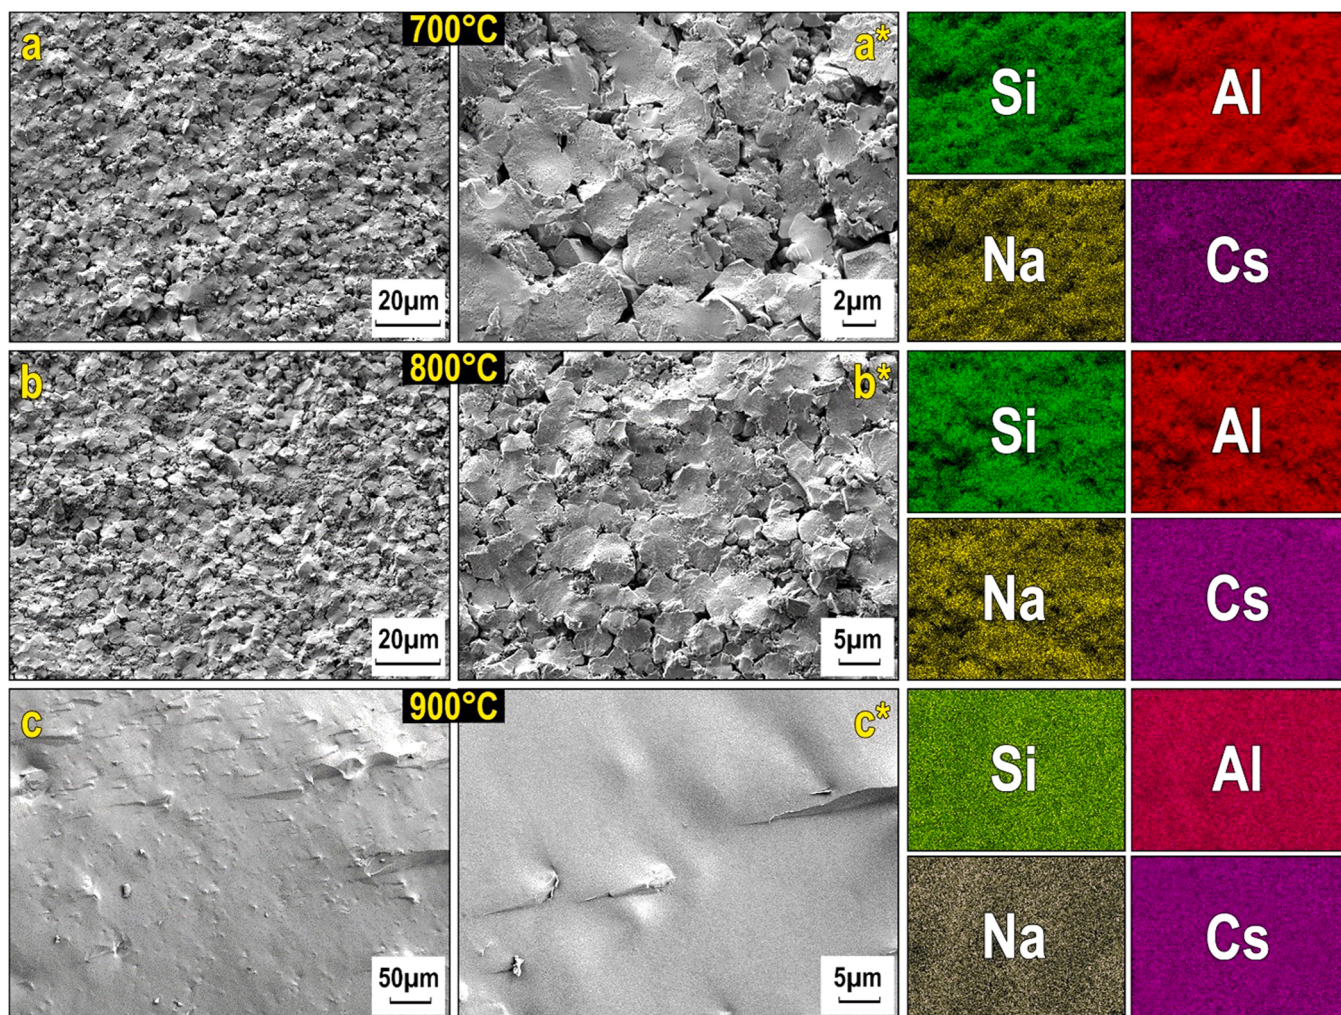 a 700°C a*
20µm 2µm
Si Al
Na Cs
b 800°C b*
20µm 5µm
Si Al
Na Cs
c 900°C c*
50µm 5µm
Si Al
Na Cs